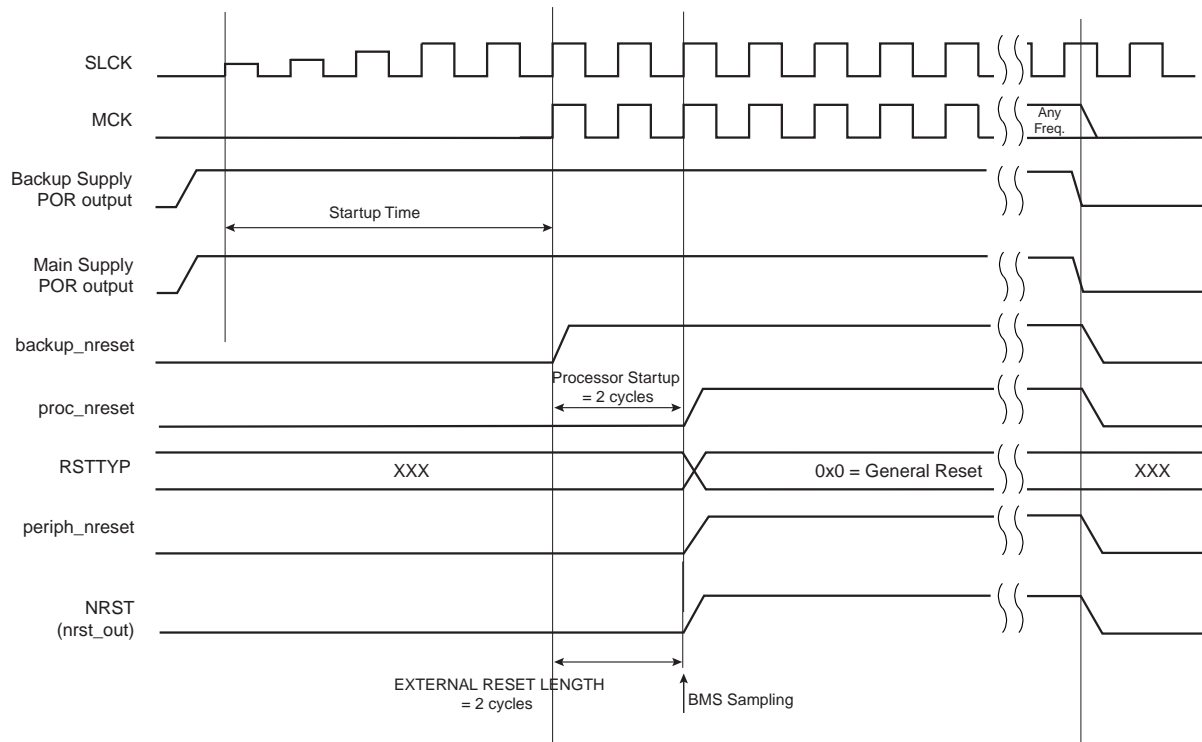 SLCK
MCK
Any
Freq.
Backup Supply
POR output
Startup Time
Main Supply
POR output
backup_nreset
Processor Startup
= 2 cycles
proc_nreset
RSTTYP
XXX
0x0 = General Reset
XXX
periph_nreset
NRST
(nrst_out)
EXTERNAL RESET LENGTH
= 2 cycles
BMS Sampling